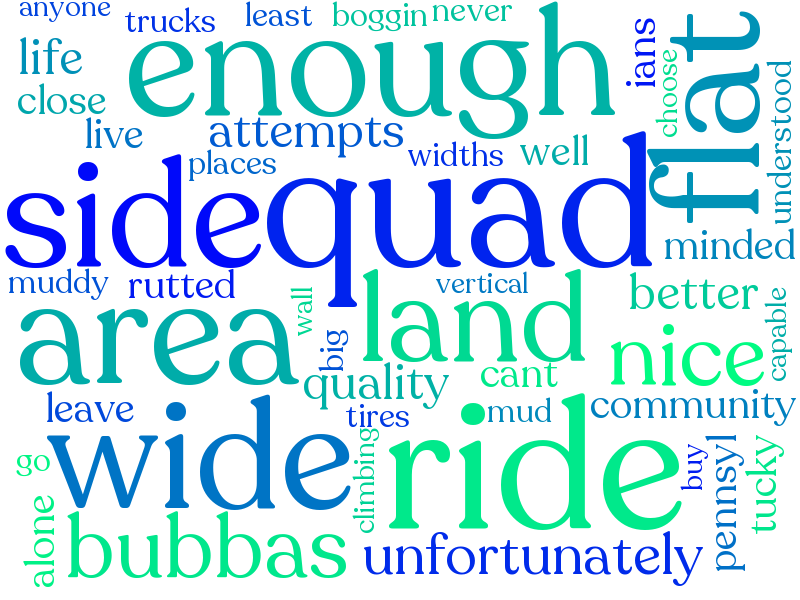 anyone
trucks
least
boggin
never
life
enough
ians
flat
close
choose
understood
live
attempts
places
widths
well
side
quad
minded
muddy
rutted
vertical
better
area
wall
land
big
nice
capable
quality
cant
leave
tires
mud
community
wide
ride
go
climbing
buy
pennsyl
tucky
alone
bubbas
unfortunately